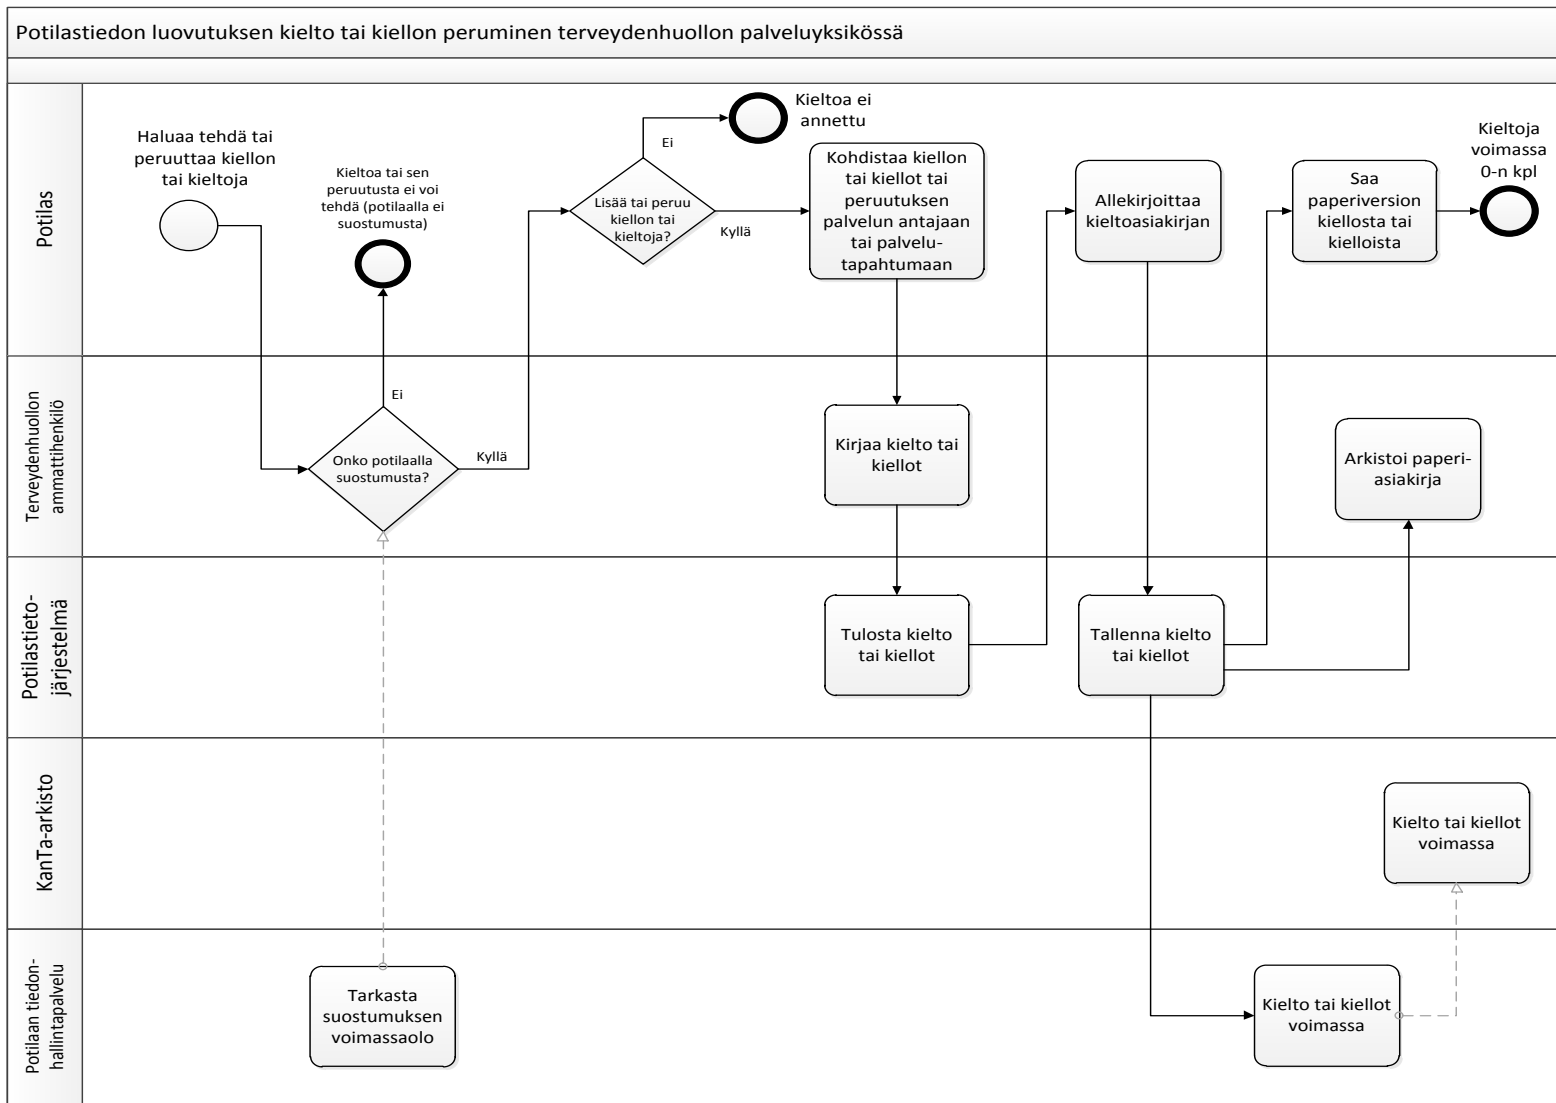 Potilastiedon luovutuksen kielto tai kiellon peruminen terveydenhuollon palveluyksikössä
Potilas
Haluaa tehdä tai
peruuttaa kiellon
tai kieltoja
Kieltoa tai sen
peruutusta ei voi
tehdä (potilaalla ei
suostumusta)
Lisää tai peru
kiellon tai
kieltoja?
Ei
Kieltoa ei
annettu
Kyllä
Kohdistaa kiellon
tai kiellot tai
peruutuksen
palvelun antajaan
tai palvelu-
tapahtumaan
Allekirjoittaa
kieltoasiakirjan
Saa
paperiversion
kiellosta tai
kielloista
Kieltoja
voimassa
0-n kpl
Terveydenhuollon
ammattihenkilö
Ei
Onko potilaalla
suostumusta?
Kyllä
Kirjaa kielto tai
kiellot
Arkistoi paperi-
asiakirja
Potilastieto-
järjestelmä
Tulosta kielto
tai kiellot
Tallenna kielto
tai kiellot
KanTa-arkisto
Kielto tai kiellot
voimassa
Potilaan tiedon-
hallintapalvelu
Tarkasta
suostumuksen
voimassaolo
Kielto tai kiellot
voimassa